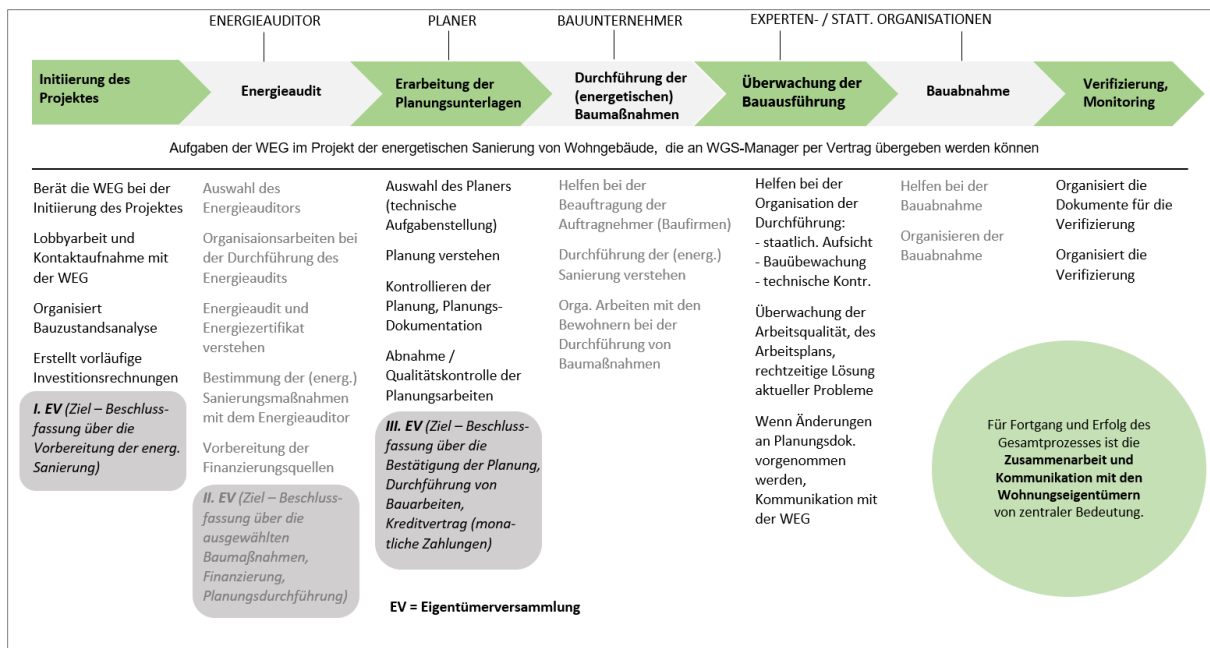 ENERGIEAUDITOR
PLANER
BAUUNTERNEHMER
EXPERTEN- / STATT. ORGANISATIONEN
Initiierung des
Projektes
Energieaudit
Erarbeitung der
Planungsunterlagen
Durchführung der
(energetischen)
Baumaßnahmen
Überwachung der
Bauausführung
Bauabnahme
Verifizierung,
Monitoring
Aufgaben der WEG im Projekt der energetischen Sanierung von Wohngebäude, die an WGS-Manager per Vertrag übergeben werden können
Berät die WEG bei der
Initiierung des Projektes
Lobbyarbeit und
Kontaktaufnahme mit
der WEG
Organisiert
Bauzustandsanalyse
Erstellt vorläufige
Investitionsrechnungen
I. EV (Ziel – Beschluss-
fassung über die
Vorbereitung der energ.
Sanierung)
Auswahl des
Energieauditors
Organisaionsarbeiten bei
der Durchführung des
Energieaudits
Energieaudit und
Energiezertifikat
verstehen
Bestimmung der (energ.)
Sanierungsmaßnahmen
mit dem Energieauditor
Vorbereitung der
Finanzierungsquellen
II. EV (Ziel – Beschluss-
fassung über die
ausgewählten
Baumaßnahmen,
Finanzierung,
Planungsdurchführung)
Auswahl des Planers
(technische
Aufgabenstellung)
Planung verstehen
Kontrollieren der
Planung, Planungs-
Dokumentation
Abnahme /
Qualitätskontrolle der
Planungsarbeiten
III. EV (Ziel – Beschluss-
fassung über die
Bestätigung der Planung,
Durchführung von
Bauarbeiten,
Kreditvertrag (mona-
tliche Zahlungen)
EV = Eigentümerversammlung
Helfen bei der
Beauftragung der
Auftragnehmer (Baufirmen)
Durchführung der (energ.)
Sanierung verstehen
Orga. Arbeiten mit den
Bewohnern bei der
Durchführung von
Baumaßnahmen
Helfen bei der
Organisation der
Durchführung:
- staatlich. Aufsicht
- Bauübewachung
- technische Kontr.
Überwachung der
Arbeitsqualität, des
Arbeitsplans,
rechtzeitige Lösung
aktueller Probleme
Wenn Änderungen
an Planungsdok.
vorgenommen
werden,
Kommunikation mit
der WEG
Helfen bei der
Bauabnahme
Organisieren der
Bauabnahme
Organisiert die
Dokumente für die
Verifizierung
Organisiert die
Verifizierung
Für Fortgang und Erfolg des
Gesamtprozesses ist die
Zusammenarbeit und
Kommunikation mit den
Wohnungseigentümern
von zentraler Bedeutung.